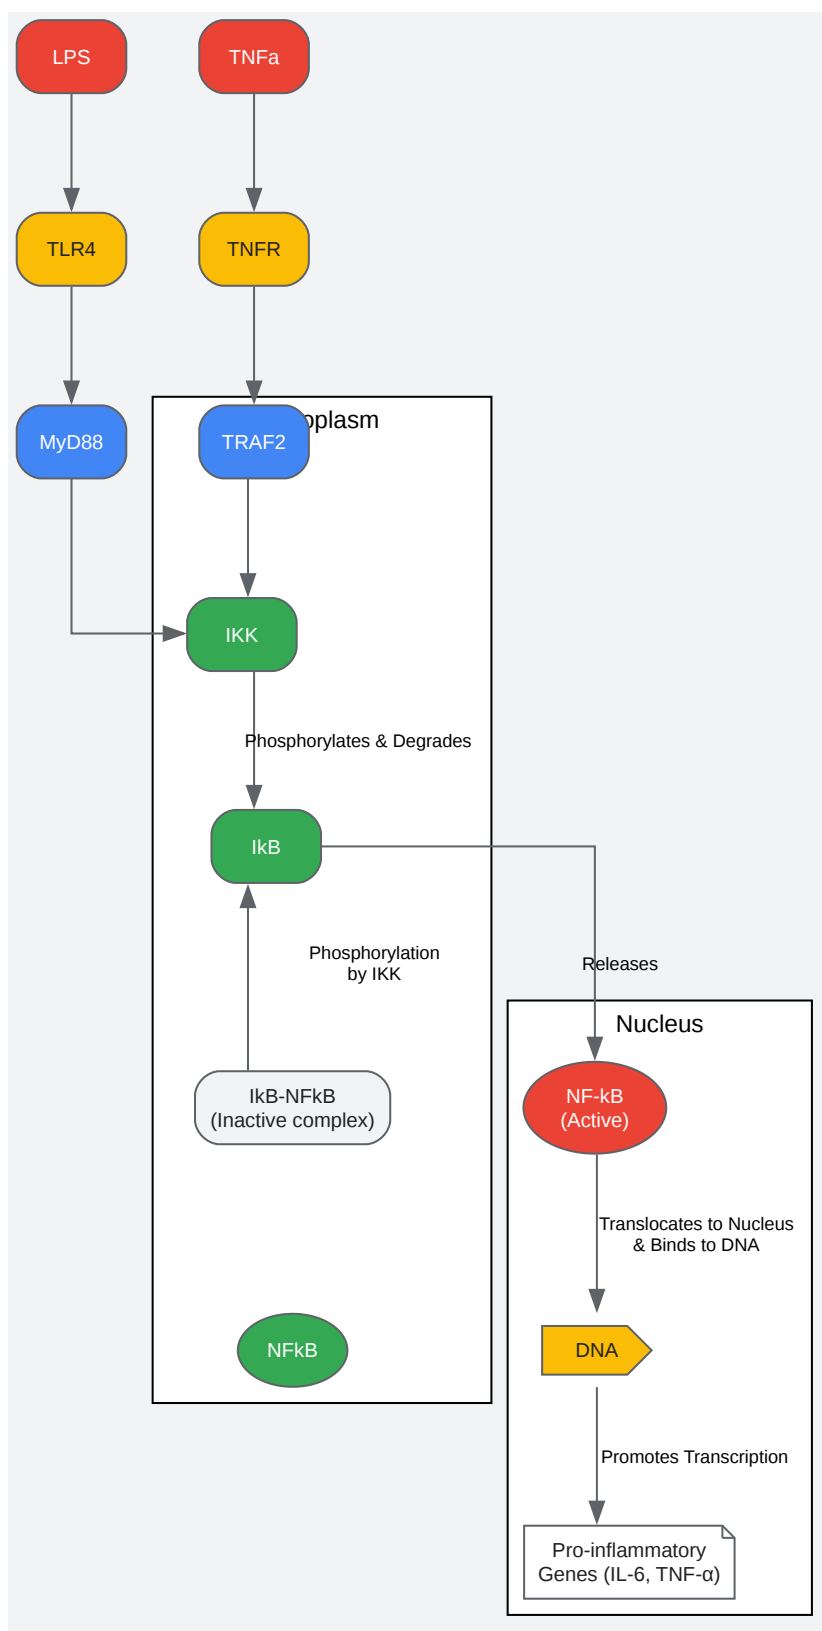 LPS
TNFa
TLR4
TNFR
oplasm
MyD88
TRAF2
IKK
Phosphorylates & Degrades
IkB
Phosphorylation
by IKK
Releases
Nucleus
IkB-NFkB
(Inactive complex)
NF-kB
(Active)
Translocates to Nucleus
& Binds to DNA
NFkB
DNA
Promotes Transcription
Pro-inflammatory
Genes (IL-6, TNF-α)